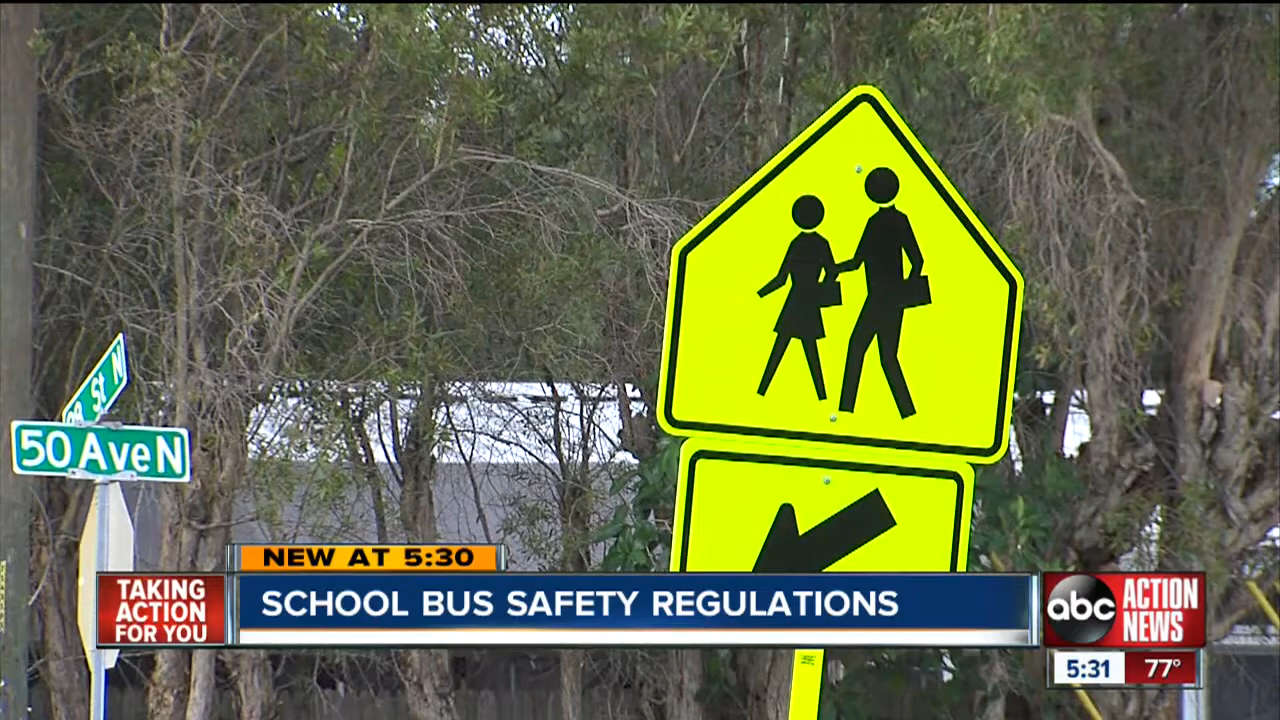 St N
50 Ave N
NEW AT 5:30
TAKING
ACTION
FOR YOU
SCHOOL BUS SAFETY REGULATIONS
abc
ACTION
NEWS
5:31
77°